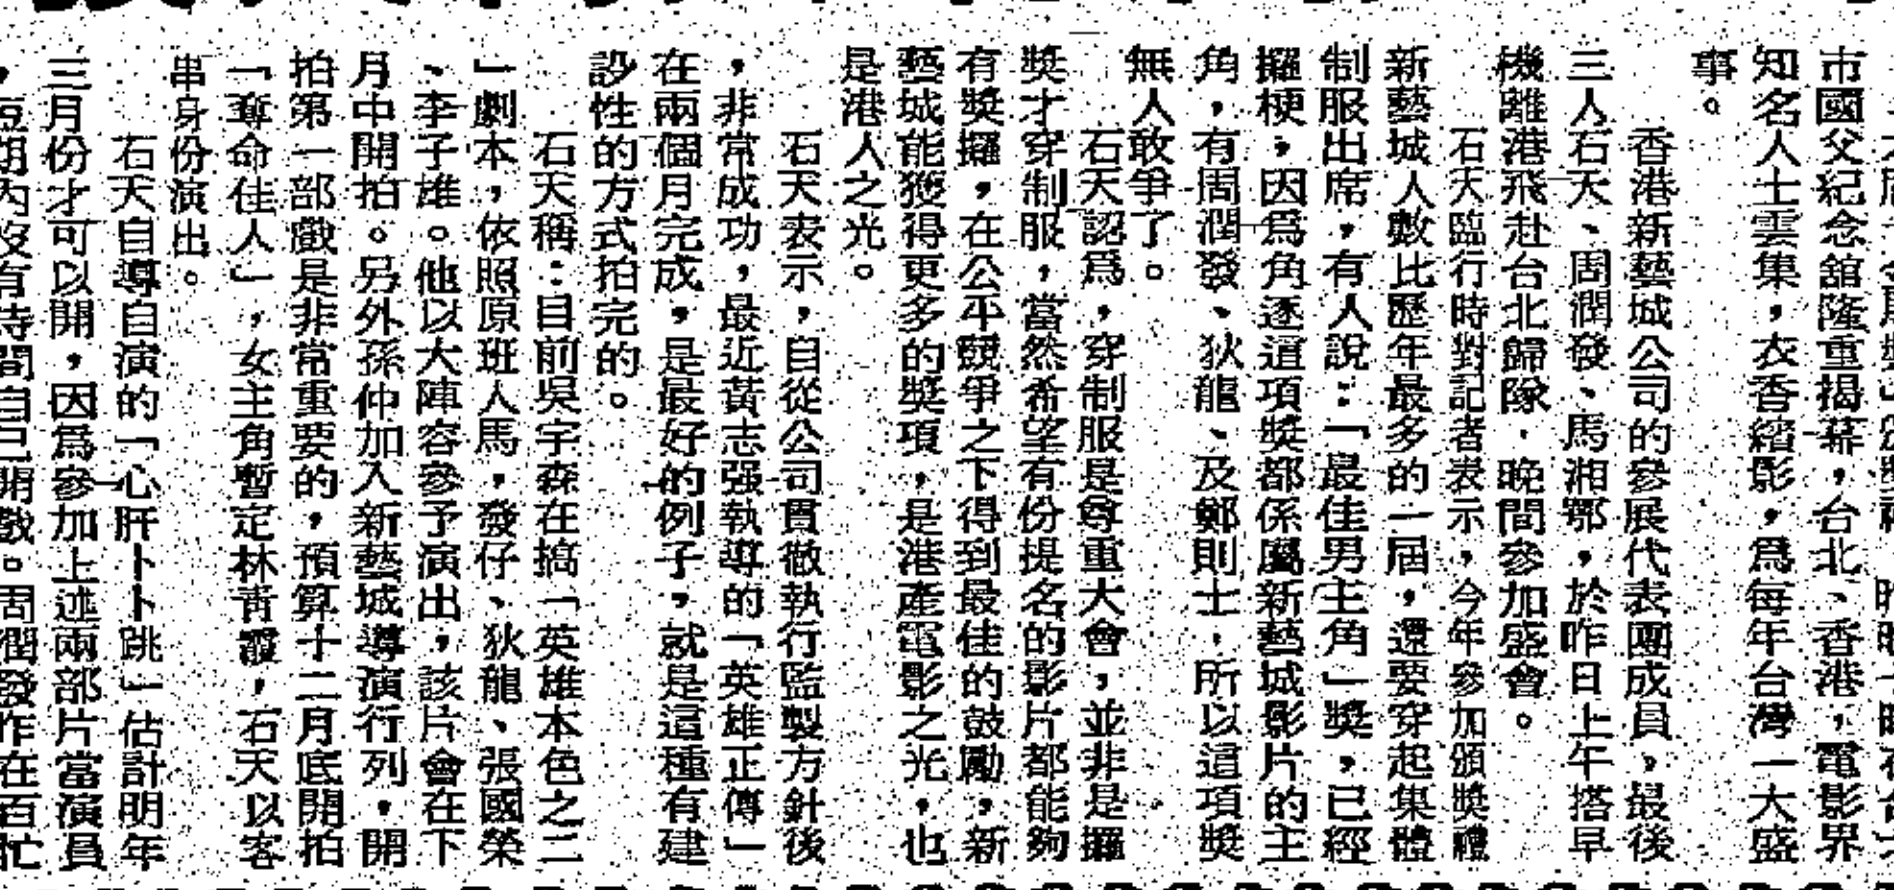 市國父紀念舘隆重揭幕，台北、香港，電影界
知名人士雲集，衣香繽影，爲每年台灣一大盛
事。
香港新藝城公司的參展代表團成員，最後
三人石天、周潤發、馬湘鄂，於昨日上午搭早
機離港飛赴台北歸隊．晚間參加盛會。
石天臨行時對記者表示，今年參加頒獎禮
新藝城人數比歷年最多的一屆，還要穿起集體
制服出席，有人說：「最佳男主角」獎，已經
攞梗，因爲角逐這項獎都係屬新藝城影片的主
角，有周潤發、狄龍、及鄭則士，所以這項獎
無人敢爭了。
石天認爲，穿制服是尊重大會，並非是攞
獎才穿制服，當然希望有份提名的影片都能夠
有獎攞，在公平競爭之下得到最佳的鼓勵，新
藝城能獲得更多的獎項，是港產電影之光，也
是港人之光。
石天表示，自從公司貫徹執行監製方針後
，非常成功，最近黃志强執導的「英雄正傳」
在兩個月完成，是最好的例子，就是這種有建
設性的方式拍完的。
石天稱：目前吳宇森在搞「英雄本色之二
」劇本，依照原班人馬，發仔、狄龍、張國榮
、李子雄。他以大陣容參予演出，該片會在下
月中開拍。另外孫仲加入新藝城導演行列，開
拍第一部戲是非常重要的，預算十二月底開拍
「奪命佳人」，女主角暫定林靑霞，石天以客
串身份演出。
石天自導自演的「心肝卜卜跳」估計明年
三月份才可以開，因爲參加上述兩部片當演員
，短期內沒有時間自己開戲。周潤發昨在百忙